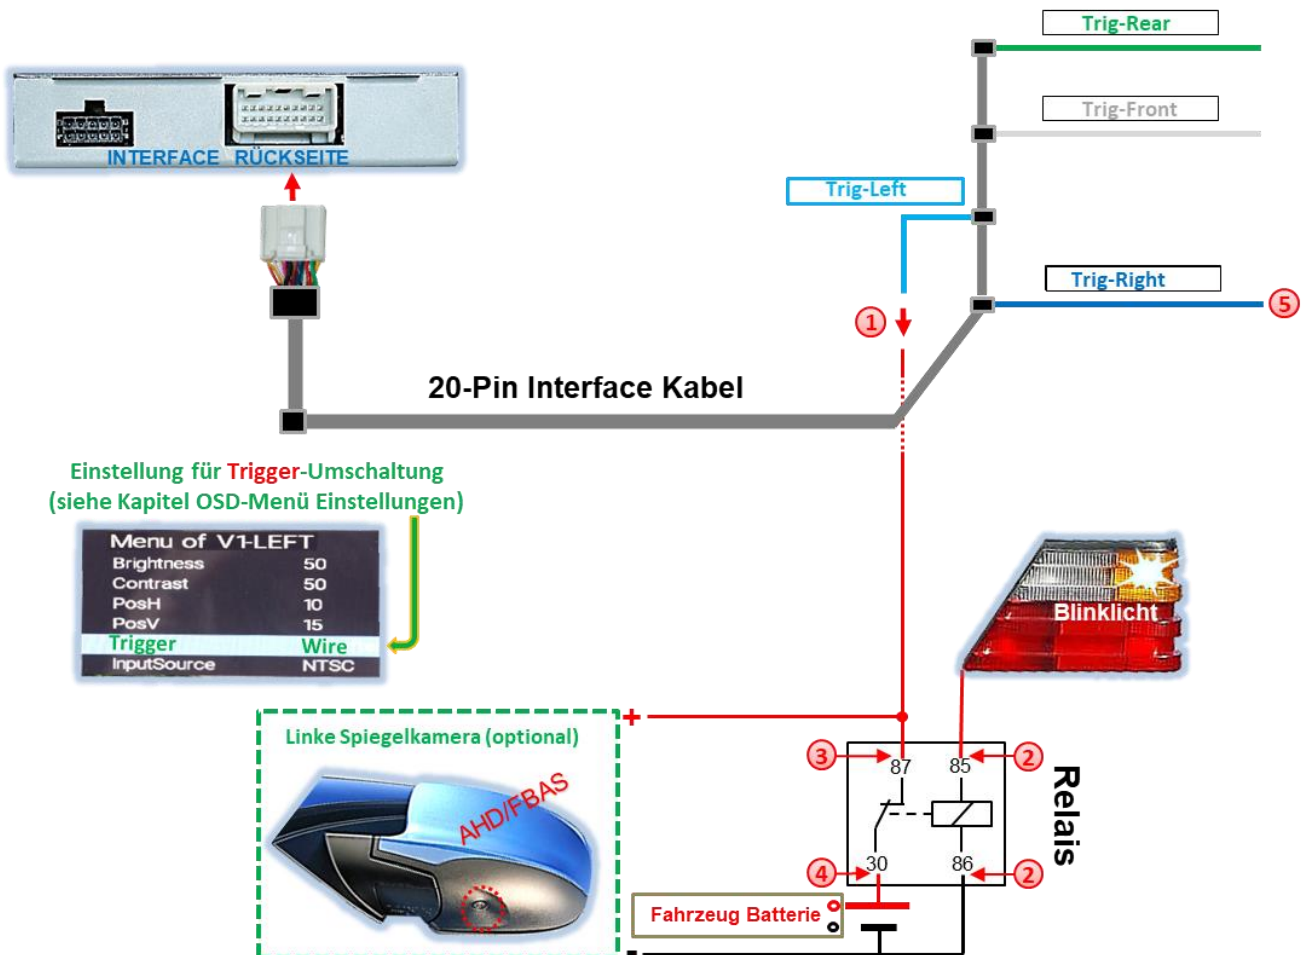 Trig-Rear
Trig-Front
INTERFACE RÜCKSEITE
Trig-Left
Trig-Right
5
1
20-Pin Interface Kabel
Einstellung für Trigger-Umschaltung
(siehe Kapitel OSD-Menü Einstellungen)
Menu of V1-LEFT
Brightness 50
Contrast 50
PosH 10
PosV 15
Trigger Wire
InputSource NTSC
Blinklicht
+
Linke Spiegelkamera (optional)
AHD/FBAS
3
87
85
2
Relais
4
30
86
2
Fahrzeug Batterie
-